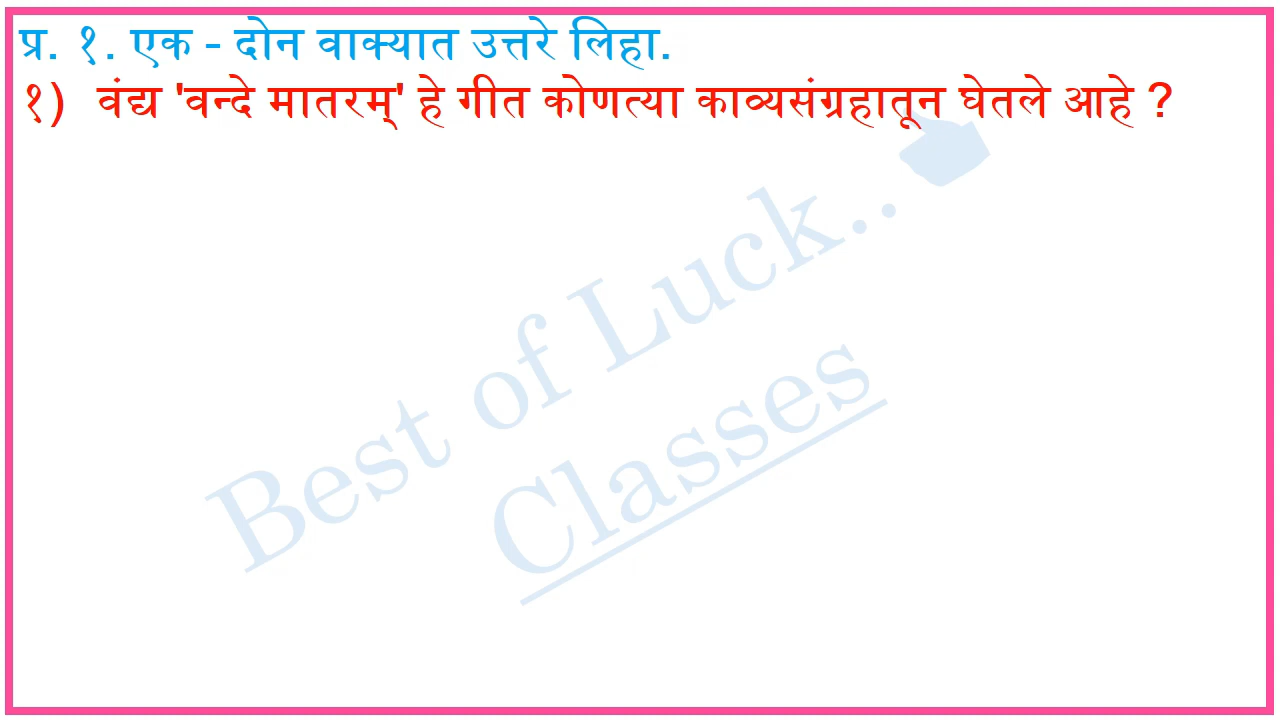 प्र. १. एक - दोन वाक्यात उत्तरे लिहा.
१) वंद्य 'वन्दे मातरम्' हे गीत कोणत्या काव्यसंग्रहातून घेतले आहे ?
Best of Luck..
Classes